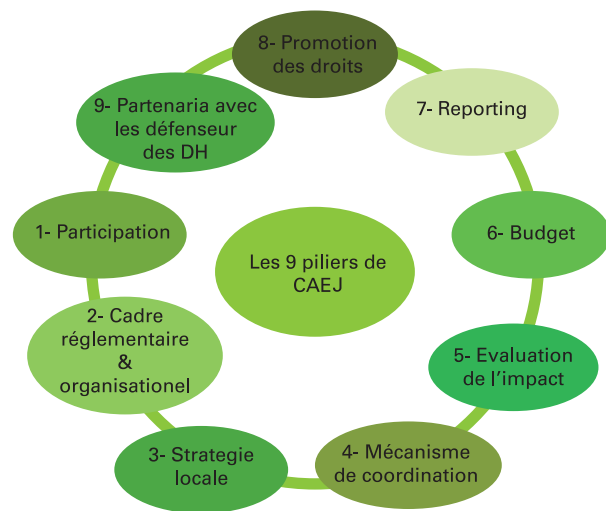 8- Promotion
des droits
9- Partenaria avec
les défenseur
des DH
7- Reporting
1- Participation
6- Budget
Les 9 piliers de
CAEJ
2- Cadre
réglementaire
&
organisationel
5- Evaluation
de l'impact
3- Strategie
locale
4- Mécanisme
de coordination